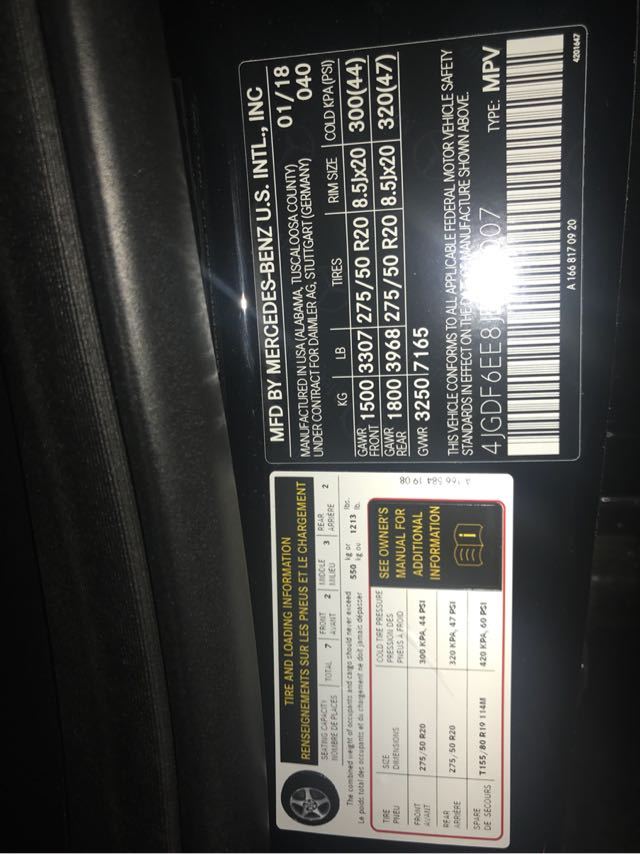 MFD BY MERCEDES-BENZ U.S. INTL., INC
01/18
MANUFACTURED IN USA (ALABAMA, TUSCALOOSA COUNTY)
UNDER CONTRACT FOR DAIMLER AG, STUTTGART (GERMANY)
040
KG LB TIRES RIM SIZE COLD KPA (PSI)
GAWR FRONT 1500 3307 275/50 R20 8.5Jx20 300(44)
GAWR REAR 1800 3968 275/50 R20 8.5Jx20 320(47)
GVWR 3250 7165
THIS VEHICLE CONFORMS TO ALL APPLICABLE FEDERAL MOTOR VEHICLE SAFETY
STANDARDS IN EFFECT ON THE MANUFACTURE SHOWN ABOVE.
TYPE: MPV
A 166 817 09 20
4201647
TIRE AND LOADING INFORMATION
RENSEIGNEMENTS SUR LES PNEUS ET LE CHARGEMENT
SEATING CAPACITY TOTAL 7 FRONT 2 MIDDLE 3 REAR 2
NOMBRE DE PLACES AVANT MILIEU ARRIÈRE
The combined weight of occupants and cargo should never exceed 550 kg or 1213 lbs.
Le poids total des occupants et du chargement ne doit jamais dépasser kg ou lb.
TIRE SIZE COLD TIRE PRESSURE
PNEU DIMENSIONS PRESSION DES
PNEUS À FROID
FRONT 275/50 R20 300 KPA, 44 PSI
AVANT
REAR 275/50 R20 320 KPA, 47 PSI
ARRIÈRE
SPARE T155/80 R19 114M 420 KPA, 60 PSI
DE SECOURS
SEE OWNER'S
MANUAL FOR
ADDITIONAL
INFORMATION
i
A 166 584 19 08